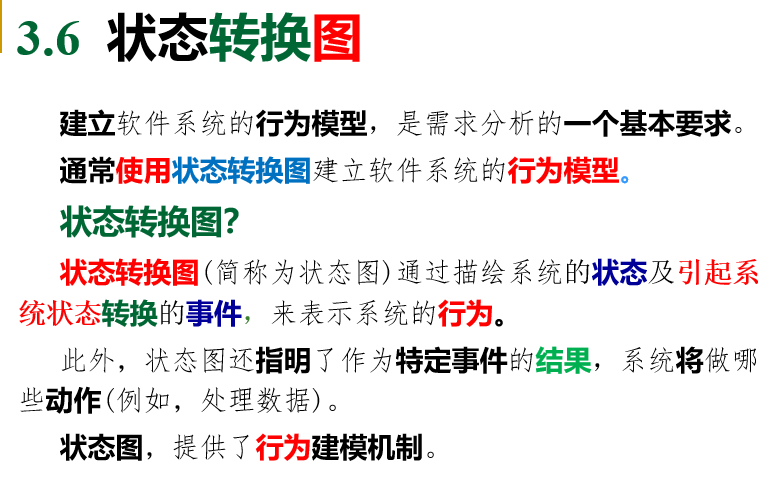 3.6 状态转换图
建立软件系统的行为模型，是需求分析的一个基本要求。
通常使用状态转换图建立软件系统的行为模型。
状态转换图？
状态转换图(简称为状态图)通过描绘系统的状态及引起系
统状态转换的事件，来表示系统的行为。
此外，状态图还指明了作为特定事件的结果，系统将做哪
些动作(例如，处理数据)。
状态图，提供了行为建模机制。